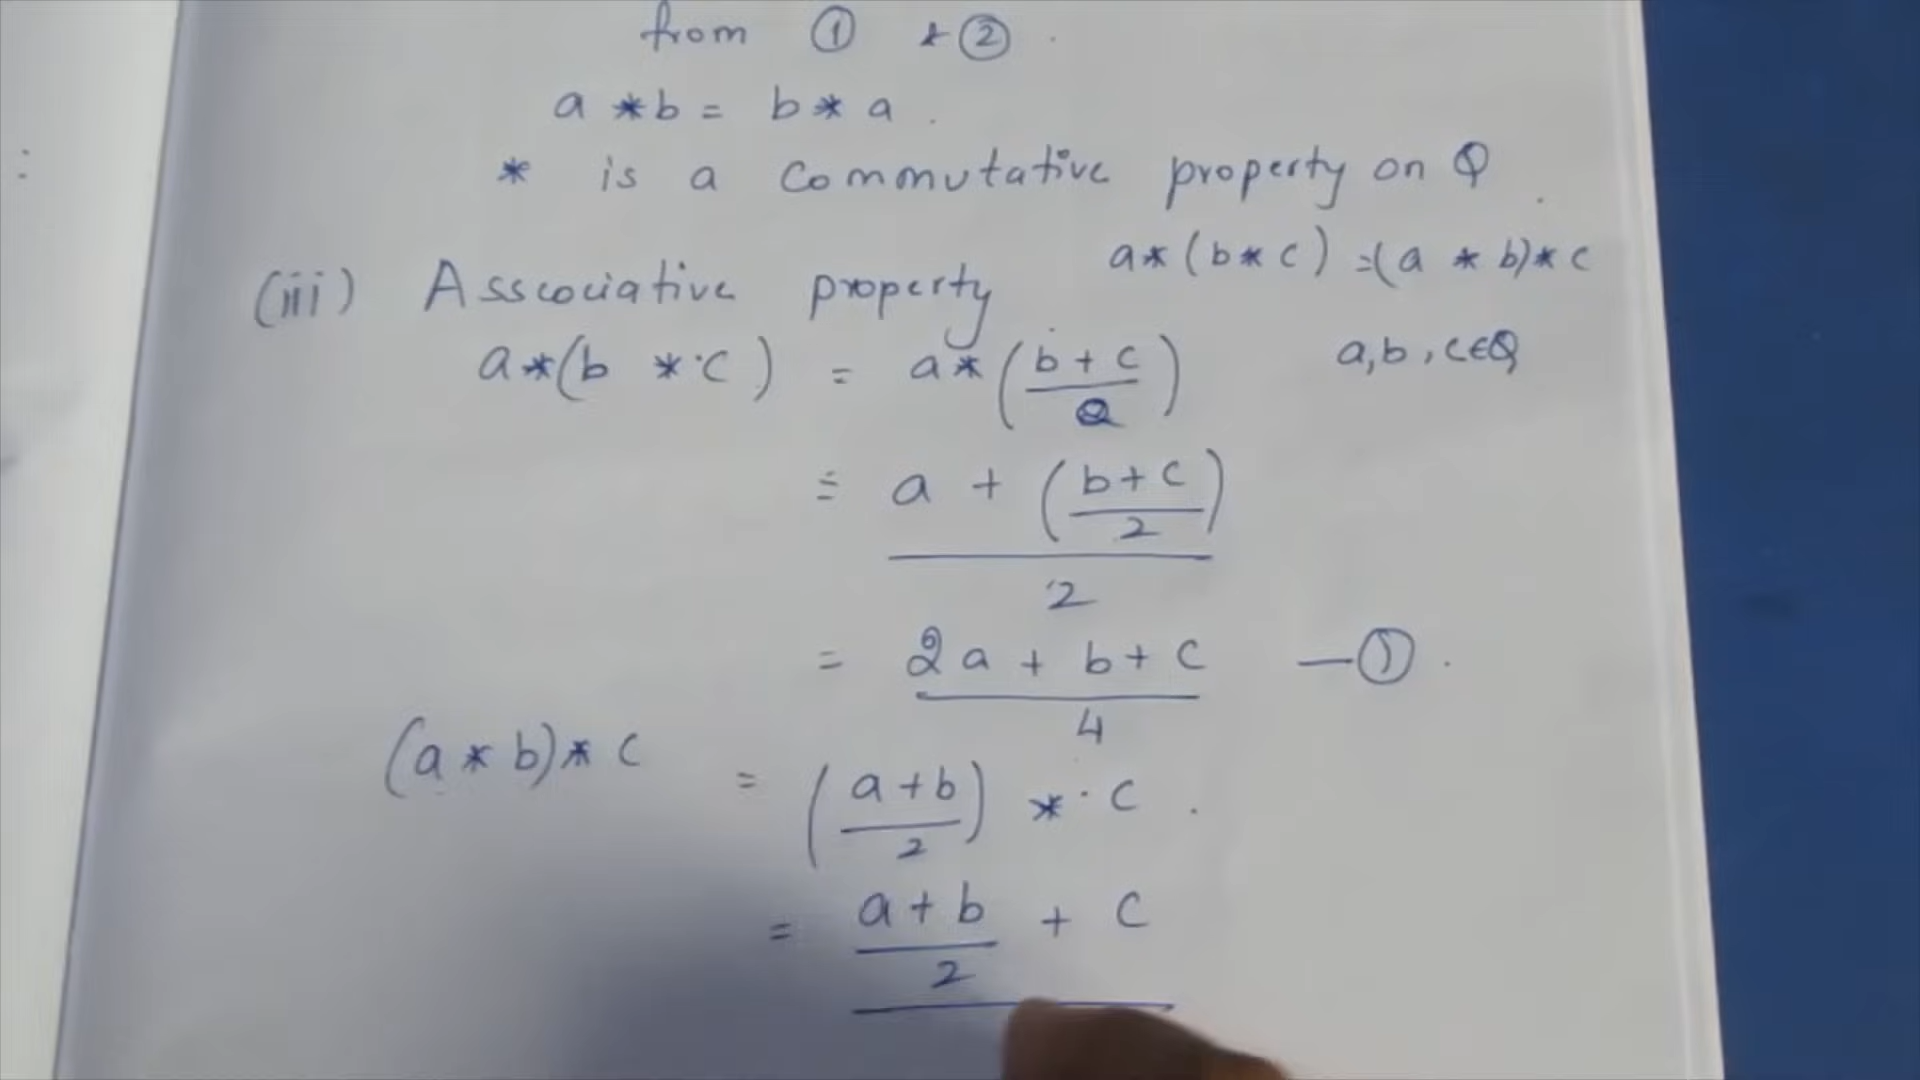 from ① & ② .
a * b = b * a .
* is a Commutative property on Q .
a * (b * c) = (a * b) * c
(iii) Asscociative property
a * (b * c) = a * ( b + c / 2 )
a, b, c ∈ Q
= a + ( b + c / 2 )
2
= 2a + b + c — ① .
4
(a * b) * c = ( a + b / 2 ) * c .
= a + b / 2 + c